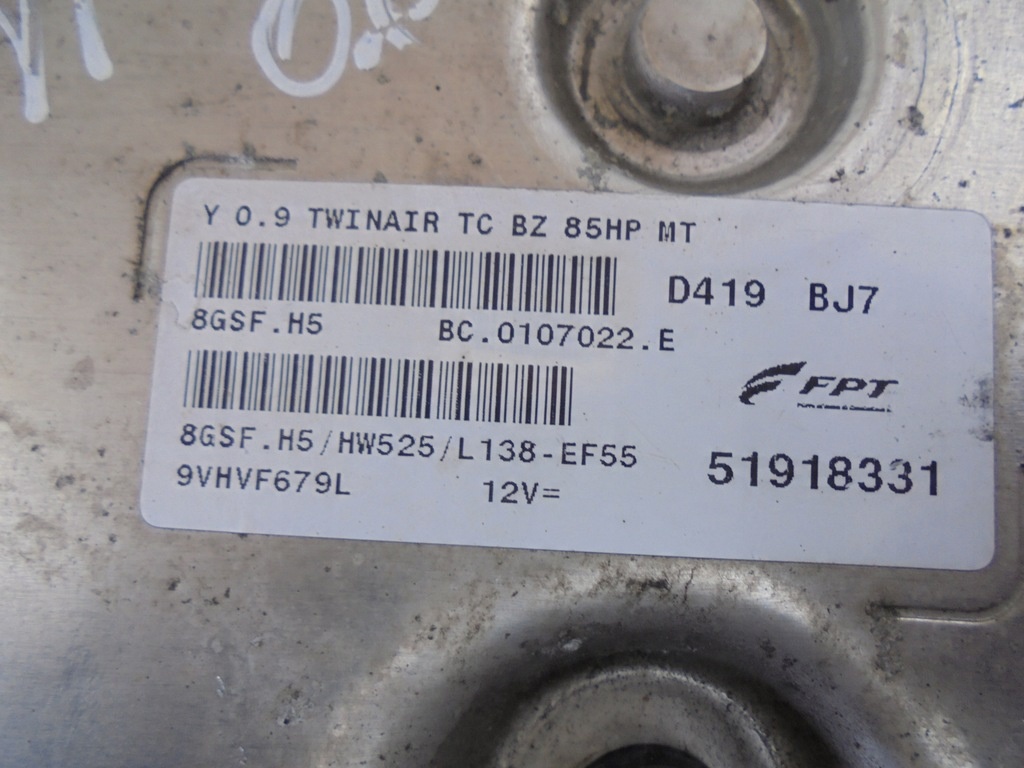 Y 0.9 TWINAIR TC BZ 85HP MT
D419 BJ7
8GSF.H5 BC.0107022.E
FPT
8GSF.H5/HW525/L138-EF55
9VHVF679L 12V=
51918331